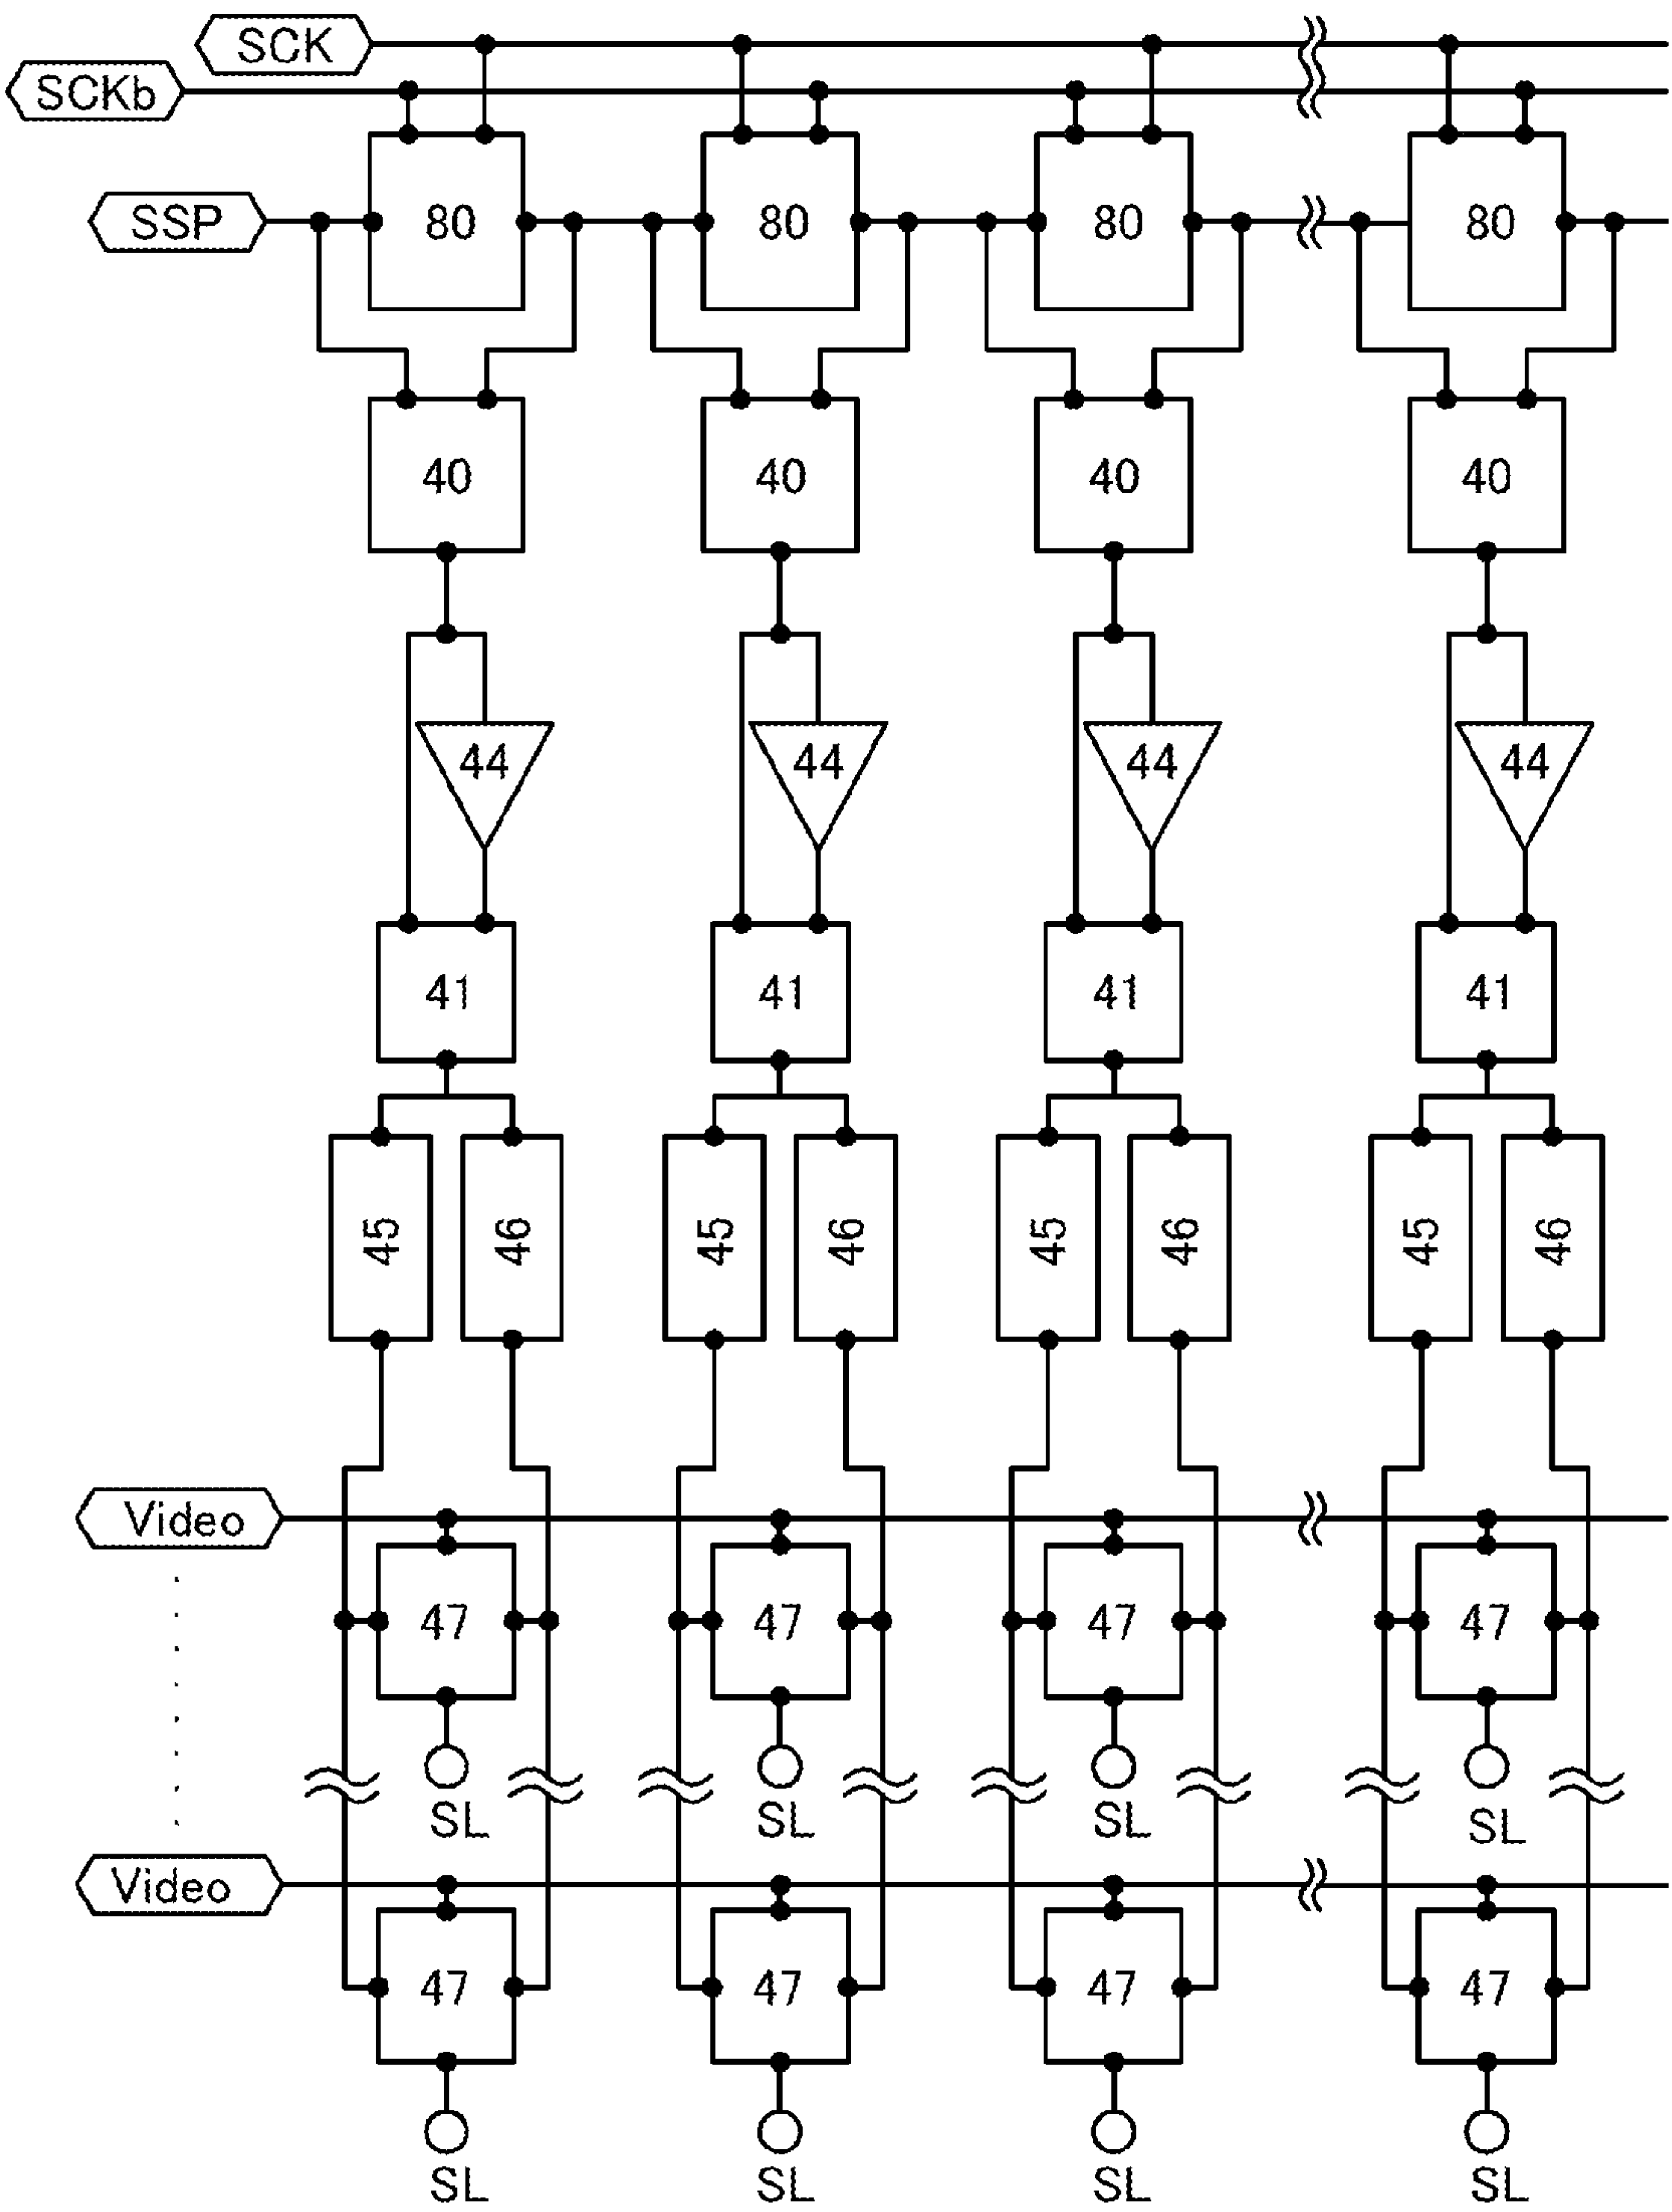 SCK
SCKb
SSP 80 80 80 80
40 40 40 40
44 44 44 44
41 41 41 41
45 46 45 46 45 46 45 46
Video
47 47 47 47
SL SL SL SL
Video
47 47 47 47
SL SL SL SL